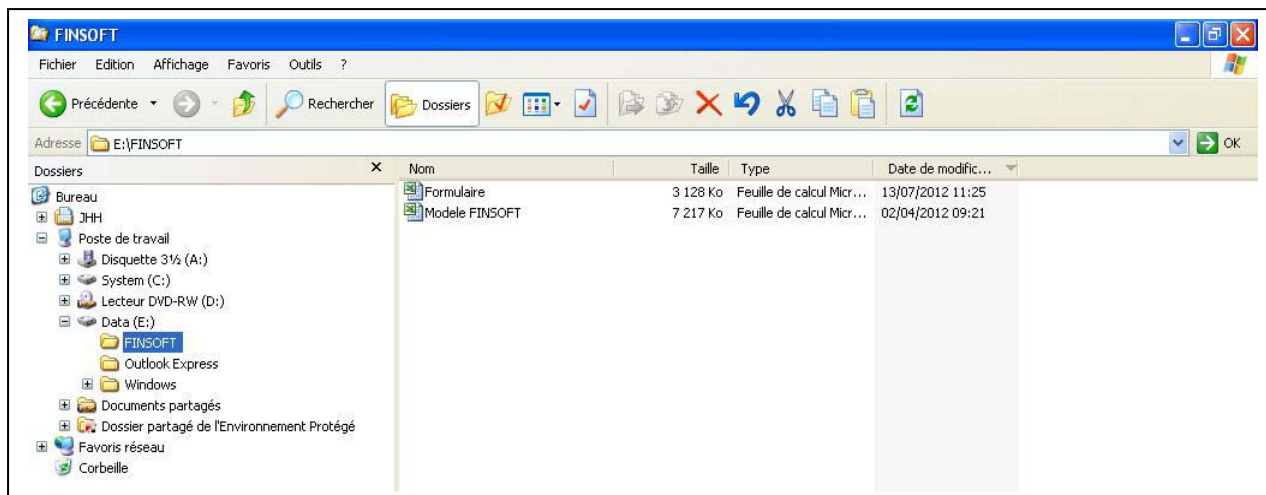 FINSOFT
Fichier Edition Affichage Favoris Outils ?
Précédente Rechercher Dossiers
Adresse E:\FINSOFT OK
Dossiers Nom Taille Type Date de modific...
Bureau
JHH
Poste de travail
Disquette 3½ (A:)
System (C:)
Lecteur DVD-RW (D:)
Data (E:)
FINSOFT
Outlook Express
Windows
Documents partagés
Dossier partagé de l'Environnement Protégé
Favoris réseau
Corbeille
Formulaire 3 128 Ko Feuille de calcul Micr... 13/07/2012 11:25
Modele FINSOFT 7 217 Ko Feuille de calcul Micr... 02/04/2012 09:21